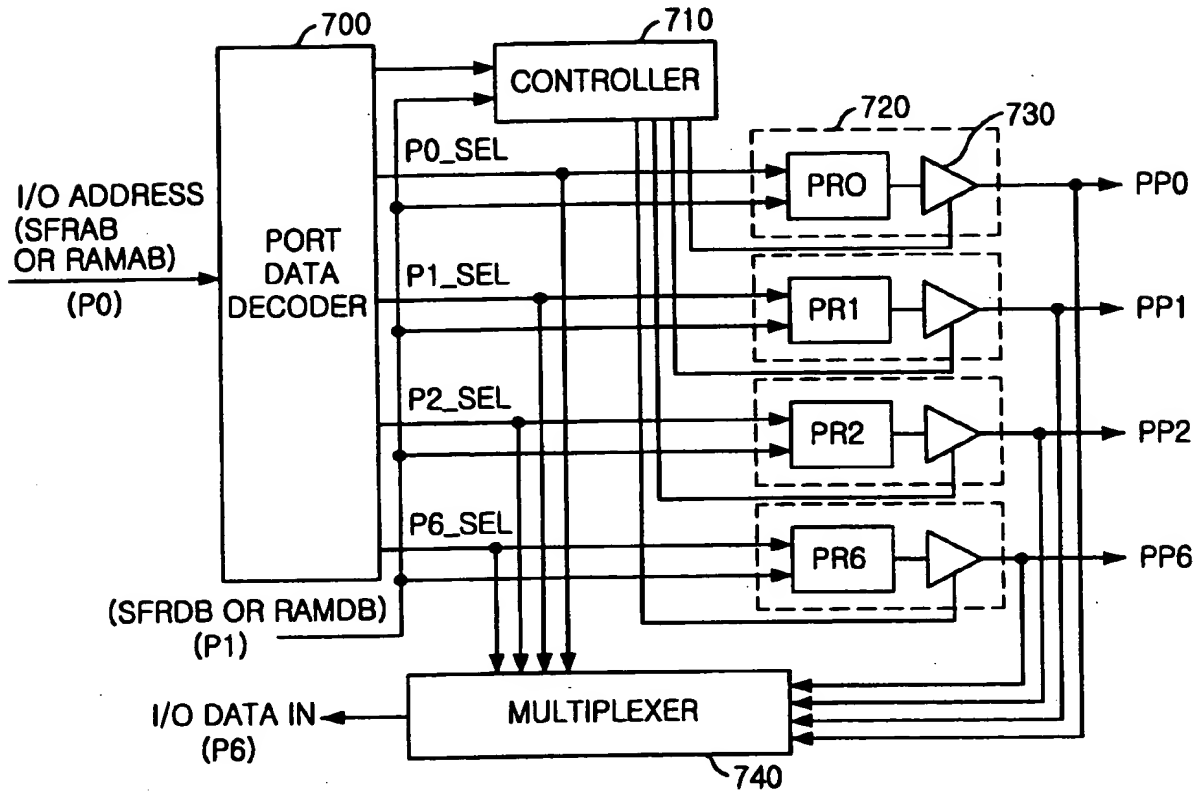 700
710
CONTROLLER
720
730
P0_SEL
PRO
PP0
I/O ADDRESS
(SFRAB
OR RAMAB)
(P0)
PORT
DATA
DECODER
P1_SEL
PR1
PP1
P2_SEL
PR2
PP2
P6_SEL
PR6
PP6
(SFRDB OR RAMDB)
(P1)
I/O DATA IN
(P6)
MULTIPLEXER
740